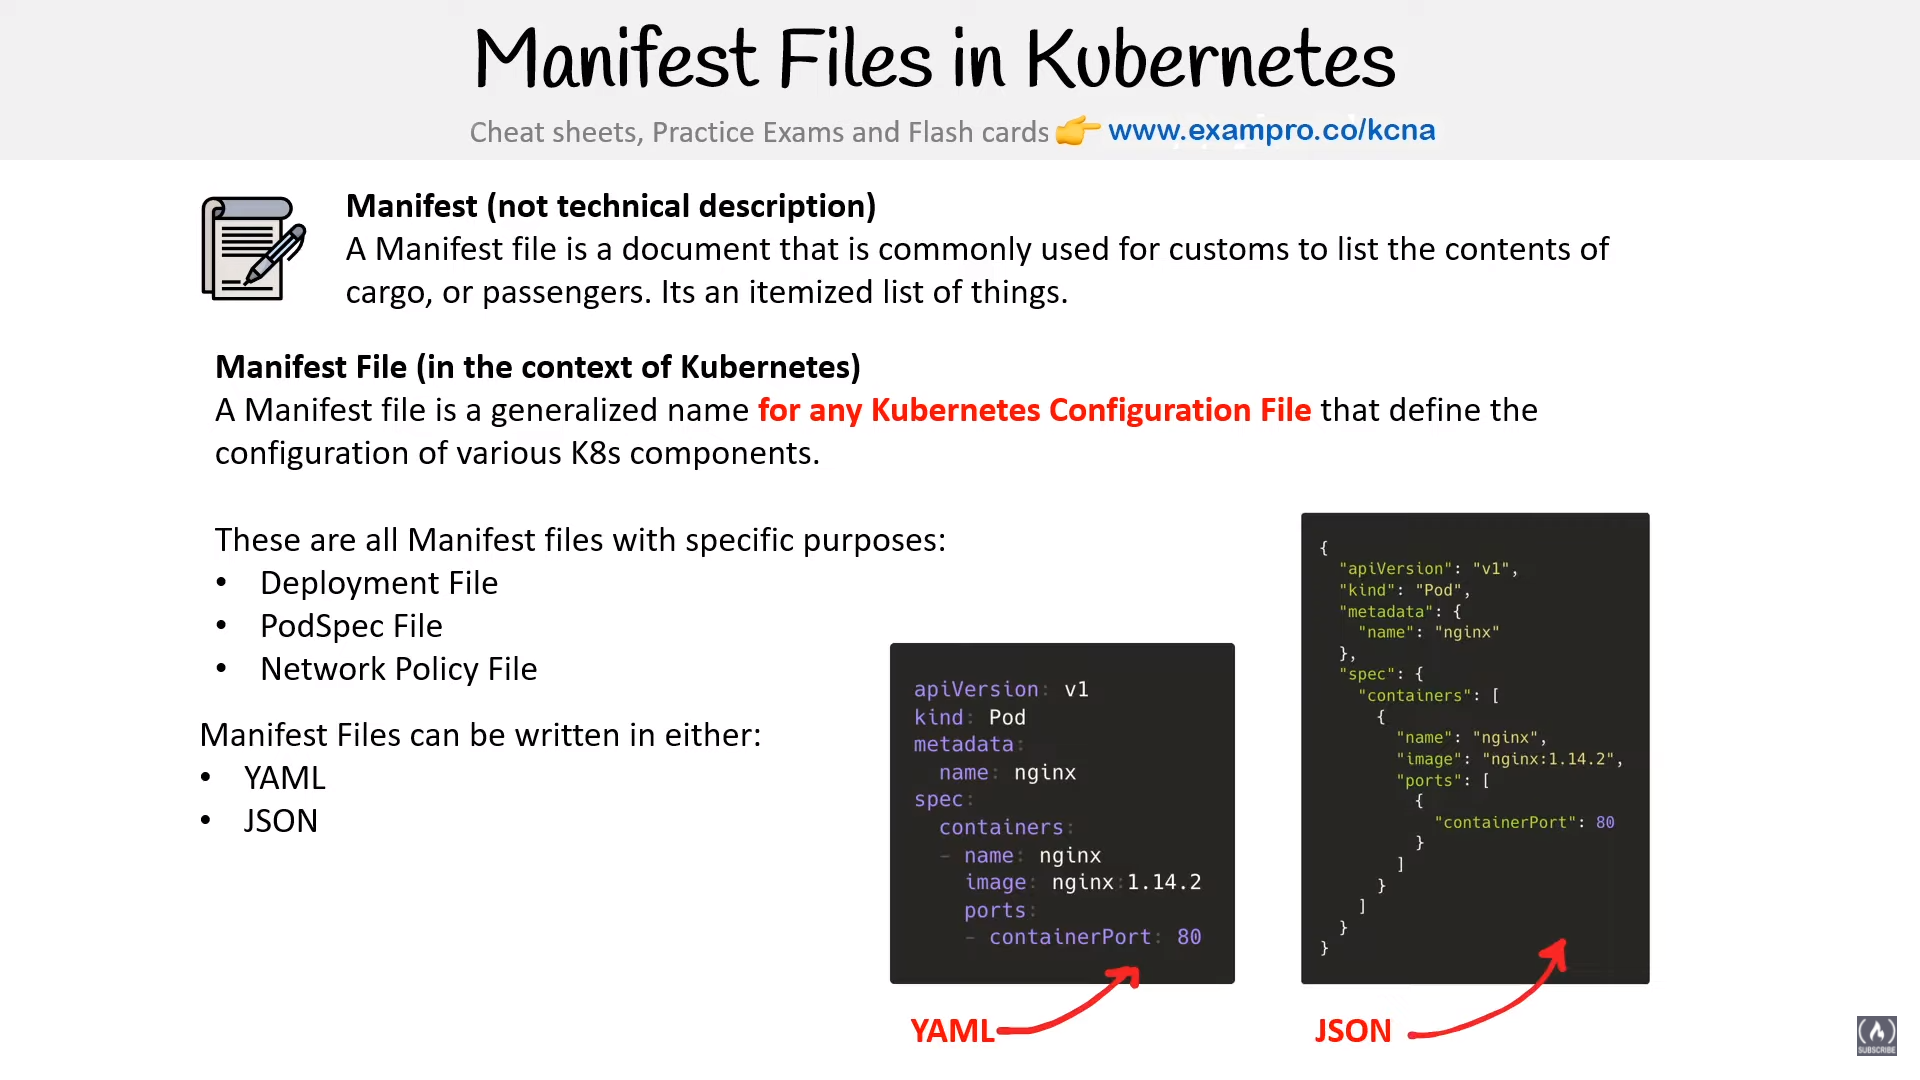 Manifest Files in Kubernetes
Cheat sheets, Practice Exams and Flash cards 👉 www.exampro.co/kcna
Manifest (not technical description)
A Manifest file is a document that is commonly used for customs to list the contents of
cargo, or passengers. Its an itemized list of things.
Manifest File (in the context of Kubernetes)
A Manifest file is a generalized name for any Kubernetes Configuration File that define the
configuration of various K8s components.
These are all Manifest files with specific purposes:
• Deployment File
• PodSpec File
• Network Policy File
Manifest Files can be written in either:
• YAML
• JSON
apiVersion: v1
kind: Pod
metadata:
  name: nginx
spec:
  containers:
  - name: nginx
    image: nginx:1.14.2
    ports:
    - containerPort: 80
YAML
{
  "apiVersion": "v1",
  "kind": "Pod",
  "metadata": {
    "name": "nginx"
  },
  "spec": {
    "containers": [
      {
        "name": "nginx",
        "image": "nginx:1.14.2",
        "ports": [
          {
            "containerPort": 80
          }
        ]
      }
    ]
  }
}
JSON
SUBSCRIBE